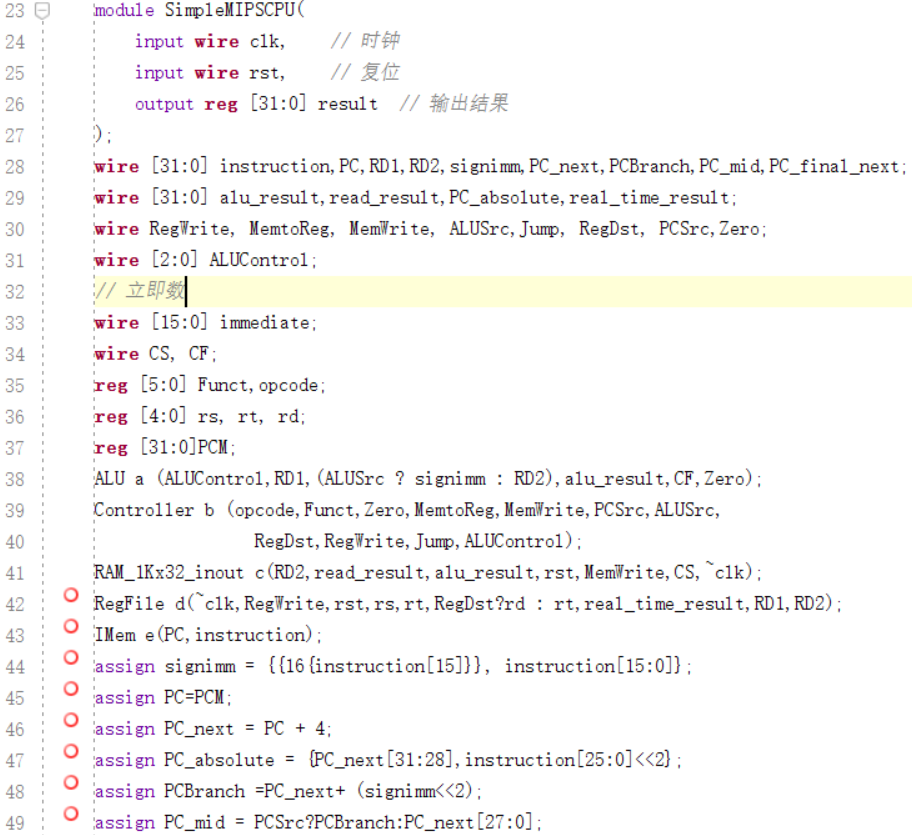 23 module SimpleMIPSCPU(
24 input wire clk, // 时钟
25 input wire rst, // 复位
26 output reg [31:0] result // 输出结果
27 );
28 wire [31:0] instruction,PC,RD1,RD2,signimm,PC_next,PCBranch,PC_mid,PC_final_next;
29 wire [31:0] alu_result,read_result,PC_absolute,real_time_result;
30 wire RegWrite, MemtoReg, MemWrite, ALUSrc,Jump, RegDst, PCSrc,Zero;
31 wire [2:0] ALUControl;
32 // 立即数
33 wire [15:0] immediate;
34 wire CS, CF;
35 reg [5:0] Funct,opcode;
36 reg [4:0] rs, rt, rd;
37 reg [31:0]PCM;
38 ALU a (ALUControl,RD1,(ALUSrc ? signimm : RD2),alu_result,CF,Zero);
39 Controller b (opcode,Funct,Zero,MemtoReg,MemWrite,PCSrc,ALUSrc,
40 RegDst,RegWrite,Jump,ALUControl);
41 RAM_1Kx32_inout c(RD2,read_result,alu_result,rst,MemWrite,CS,~clk);
42 RegFile d(~clk,RegWrite,rst,rs,rt,RegDst?rd : rt,real_time_result,RD1,RD2);
43 IMem e(PC,instruction);
44 assign signimm = {{16{instruction[15]}}, instruction[15:0]};
45 assign PC=PCM;
46 assign PC_next = PC + 4;
47 assign PC_absolute = {PC_next[31:28],instruction[25:0]<<2};
48 assign PCBranch =PC_next+ (signimm<<2);
49 assign PC_mid = PCSrc?PCBranch:PC_next[27:0];